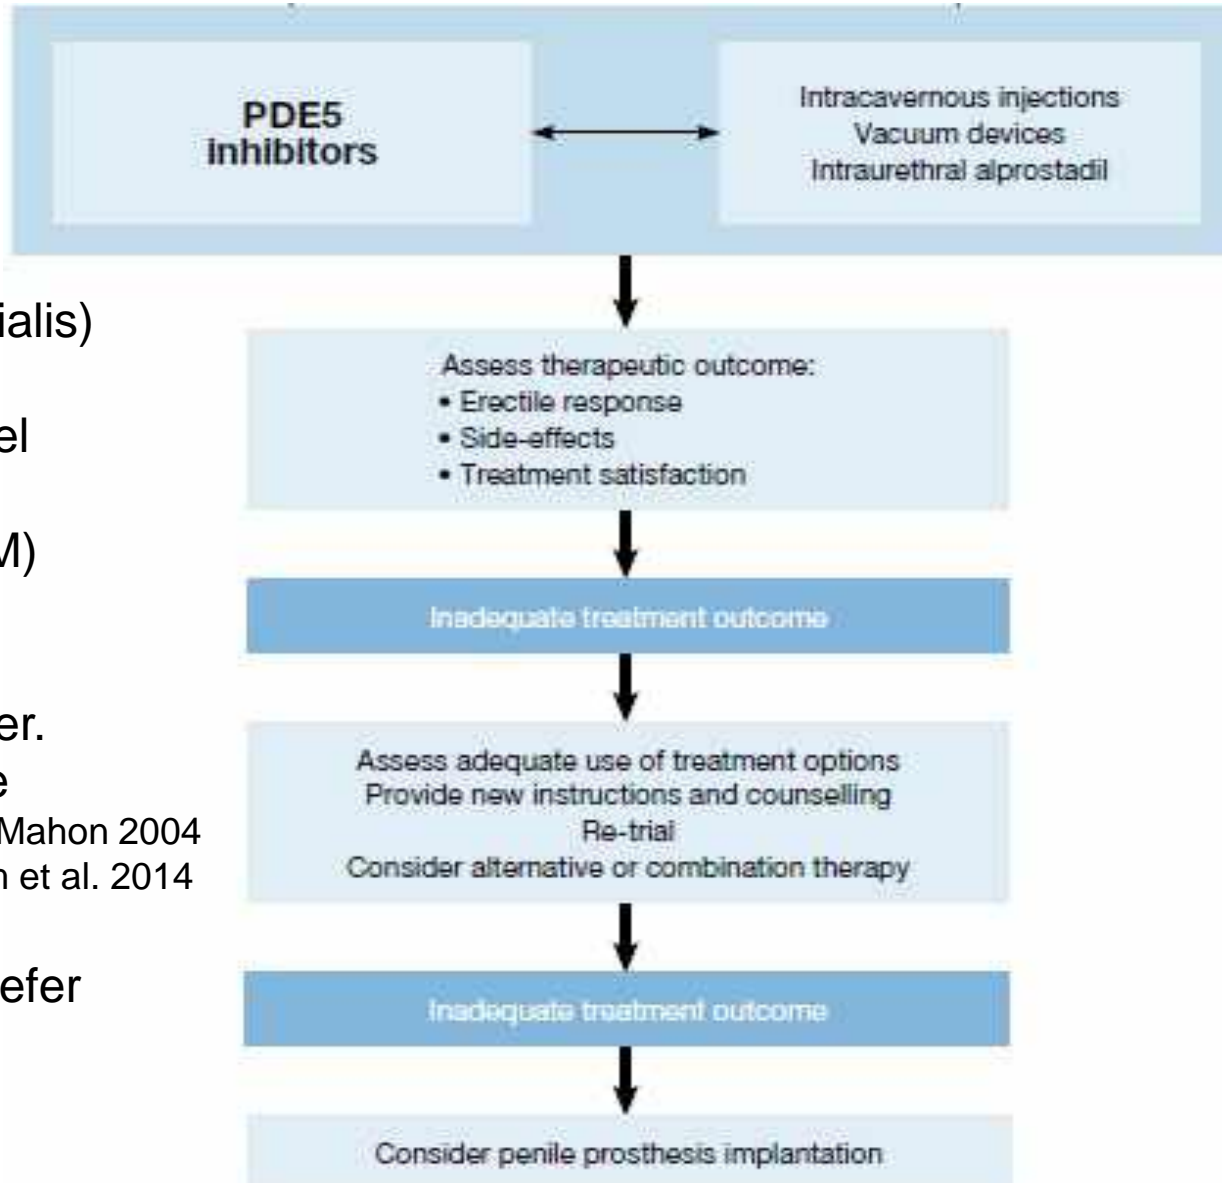 PDE5
inhibitors
Intracavernous injections
Vacuum devices
Intraurethral alprostadil
ialis)
el
M)
er.
e
Mahon 2004
n et al. 2014
efer
Assess therapeutic outcome:
• Erectile response
• Side-effects
• Treatment satisfaction
Inadequate treatment outcome
Assess adequate use of treatment options
Provide new instructions and counselling
Re-trial
Consider alternative or combination therapy
Inadequate treatment outcome
Consider penile prosthesis implantation